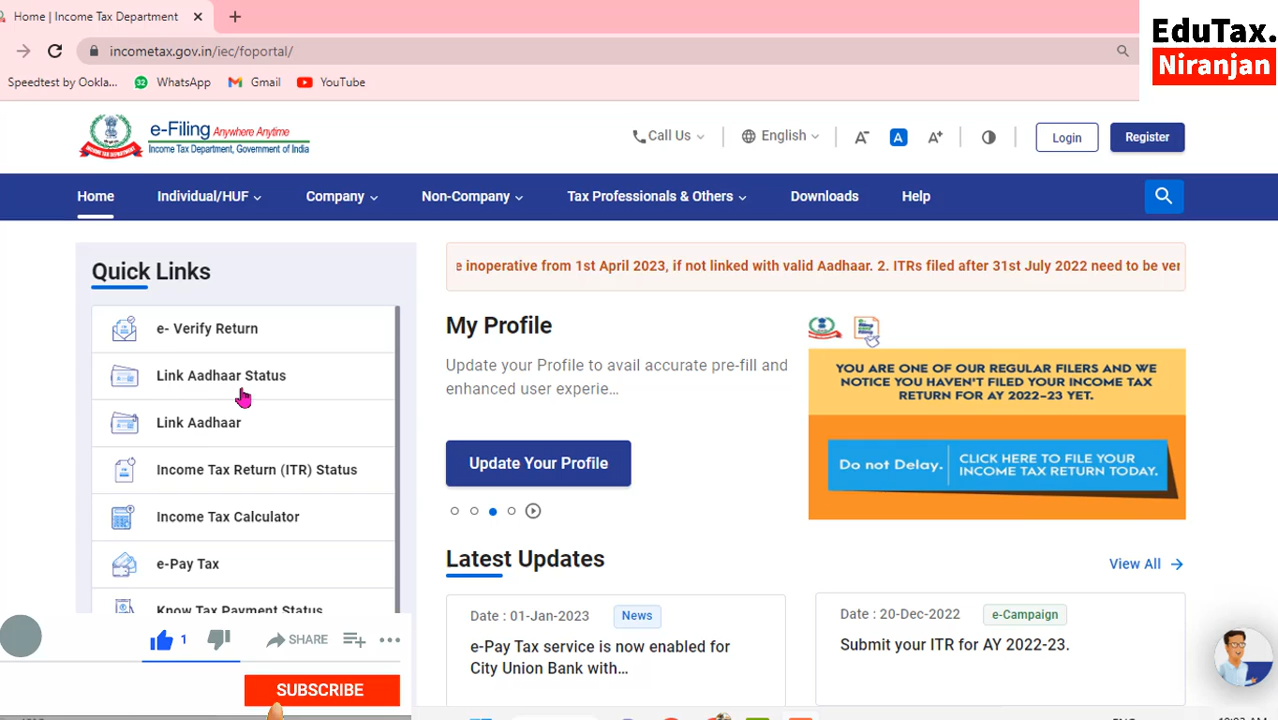 Home | Income Tax Department
EduTax.
Niranjan
incometax.gov.in/iec/foportal/
Speedtest by Ookla...
32
WhatsApp
Gmail
YouTube
e-Filing Anywhere Anytime
Income Tax Department, Government of India
Call Us
English
A-
A
A+
Login
Register
Home
Individual/HUF
Company
Non-Company
Tax Professionals & Others
Downloads
Help
Quick Links
e- Verify Return
Link Aadhaar Status
Link Aadhaar
Income Tax Return (ITR) Status
Income Tax Calculator
e-Pay Tax
Know Tax Payment Status
e inoperative from 1st April 2023, if not linked with valid Aadhaar. 2. ITRs filed after 31st July 2022 need to be ver
My Profile
Update your Profile to avail accurate pre-fill and
enhanced user experie...
Update Your Profile
YOU ARE ONE OF OUR REGULAR FILERS AND WE
NOTICE YOU HAVEN'T FILED YOUR INCOME TAX
RETURN FOR AY 2022-23 YET.
Do not Delay.
CLICK HERE TO FILE YOUR
INCOME TAX RETURN TODAY.
Latest Updates
View All
Date : 01-Jan-2023
News
e-Pay Tax service is now enabled for
City Union Bank with...
Date : 20-Dec-2022
e-Campaign
Submit your ITR for AY 2022-23.
1
SHARE
SUBSCRIBE